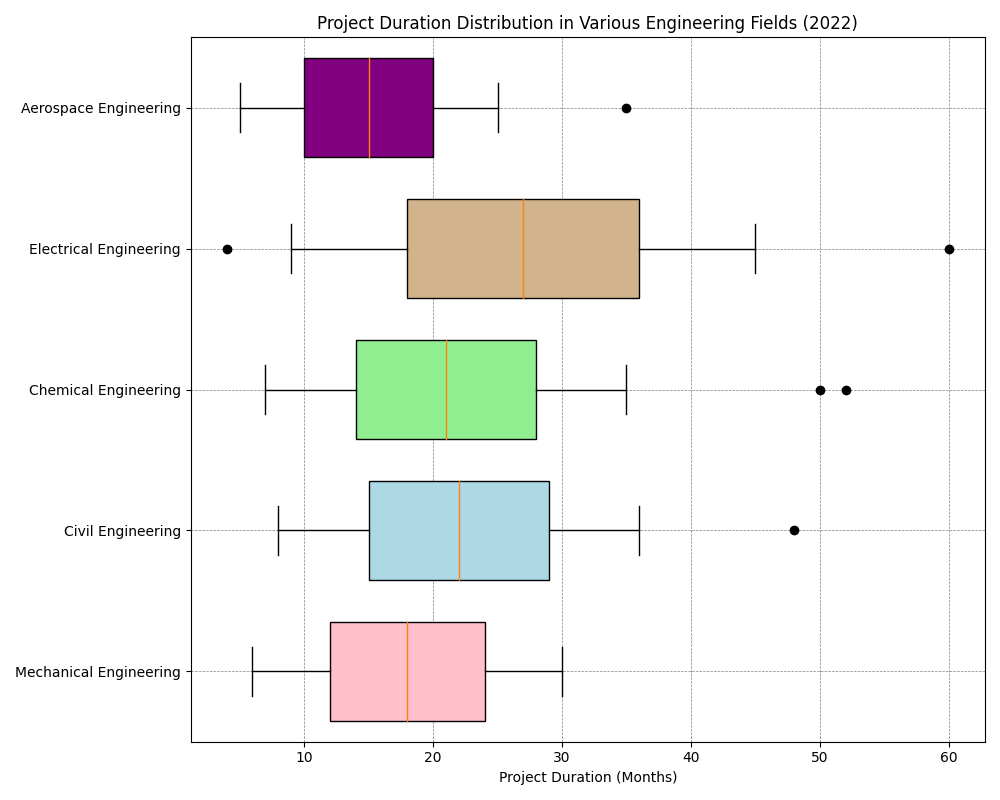 Project Duration Distribution in Various Engineering Fields (2022)
Aerospace Engineering
Electrical Engineering
Chemical Engineering
Civil Engineering
Mechanical Engineering
10 20 30 40 50 60
Project Duration (Months)